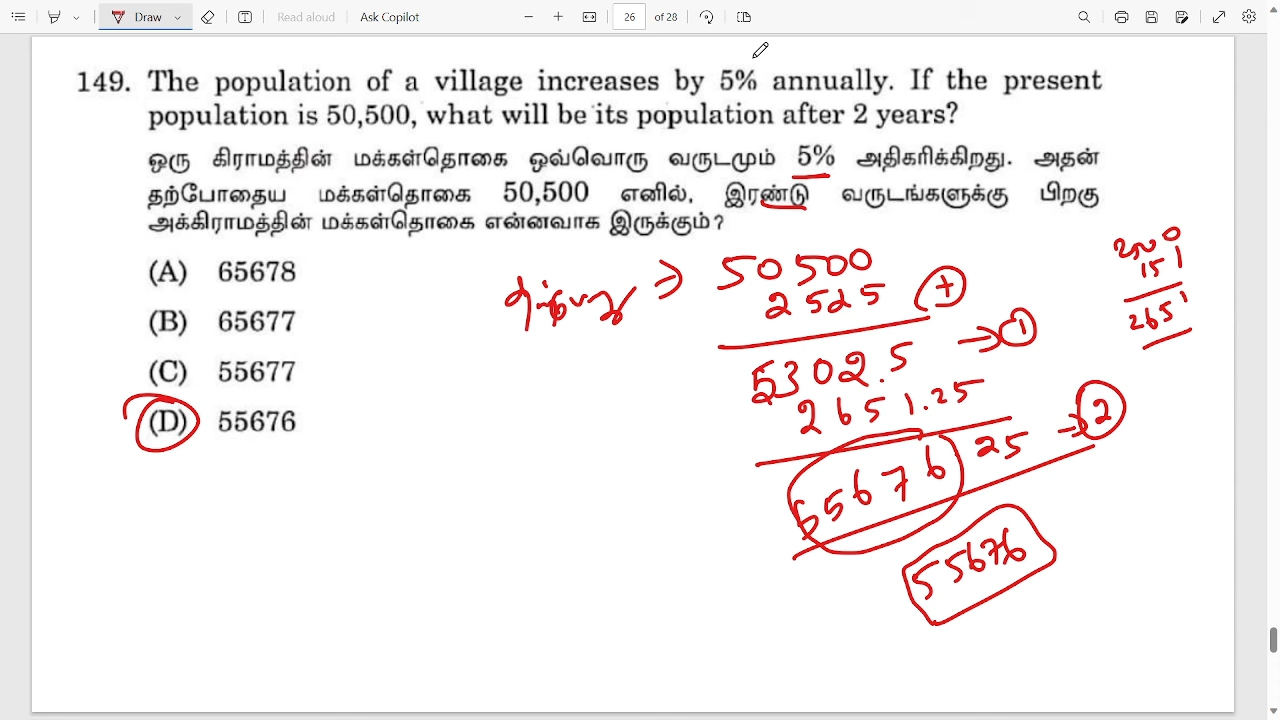 Draw
Read aloud
Ask Copilot
26 of 28
149. The population of a village increases by 5% annually. If the present
population is 50,500, what will be its population after 2 years?
ஒரு கிராமத்தின் மக்கள்தொகை ஒவ்வொரு வருடமும் 5% அதிகரிக்கிறது. அதன்
தற்போதைய மக்கள்தொகை 50,500 எனில், இரண்டு வருடங்களுக்கு பிறகு
அக்கிராமத்தின் மக்கள்தொகை என்னவாக இருக்கும்?
(A) 65678
(B) 65677
(C) 55677
(D) 55676
⇒ 50500
2525 +
5302.5 → 1
2651.25
55676 25 → 2
55676
151
2651